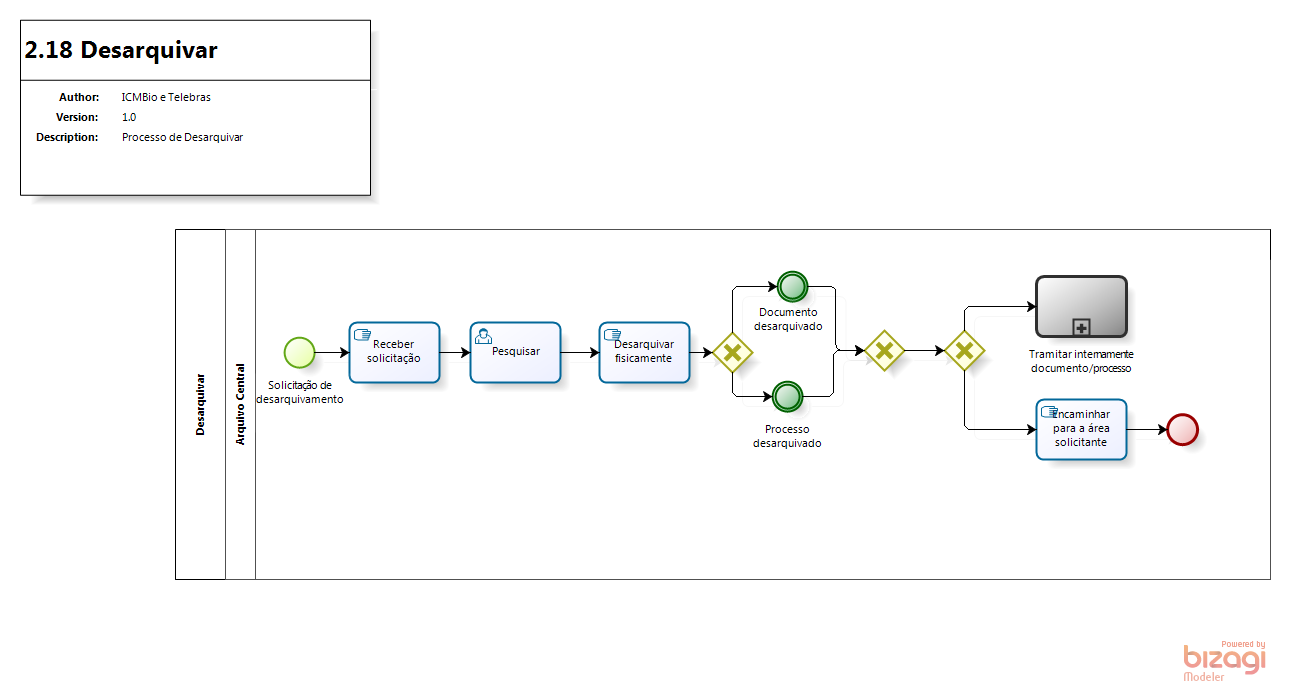 2.18 Desarquivar
Author: ICMBio e Telebras
Version: 1.0
Description: Processo de Desarquivar
Desarquivar
Arquivo Central
Solicitação de
desarquivamento
Receber
solicitação
Pesquisar
Desarquivar
fisicamente
Documento
desarquivado
Processo
desarquivado
Tramitar internamente
documento/processo
Encaminhar
para a área
solicitante
Powered by
bizagi
Modeler